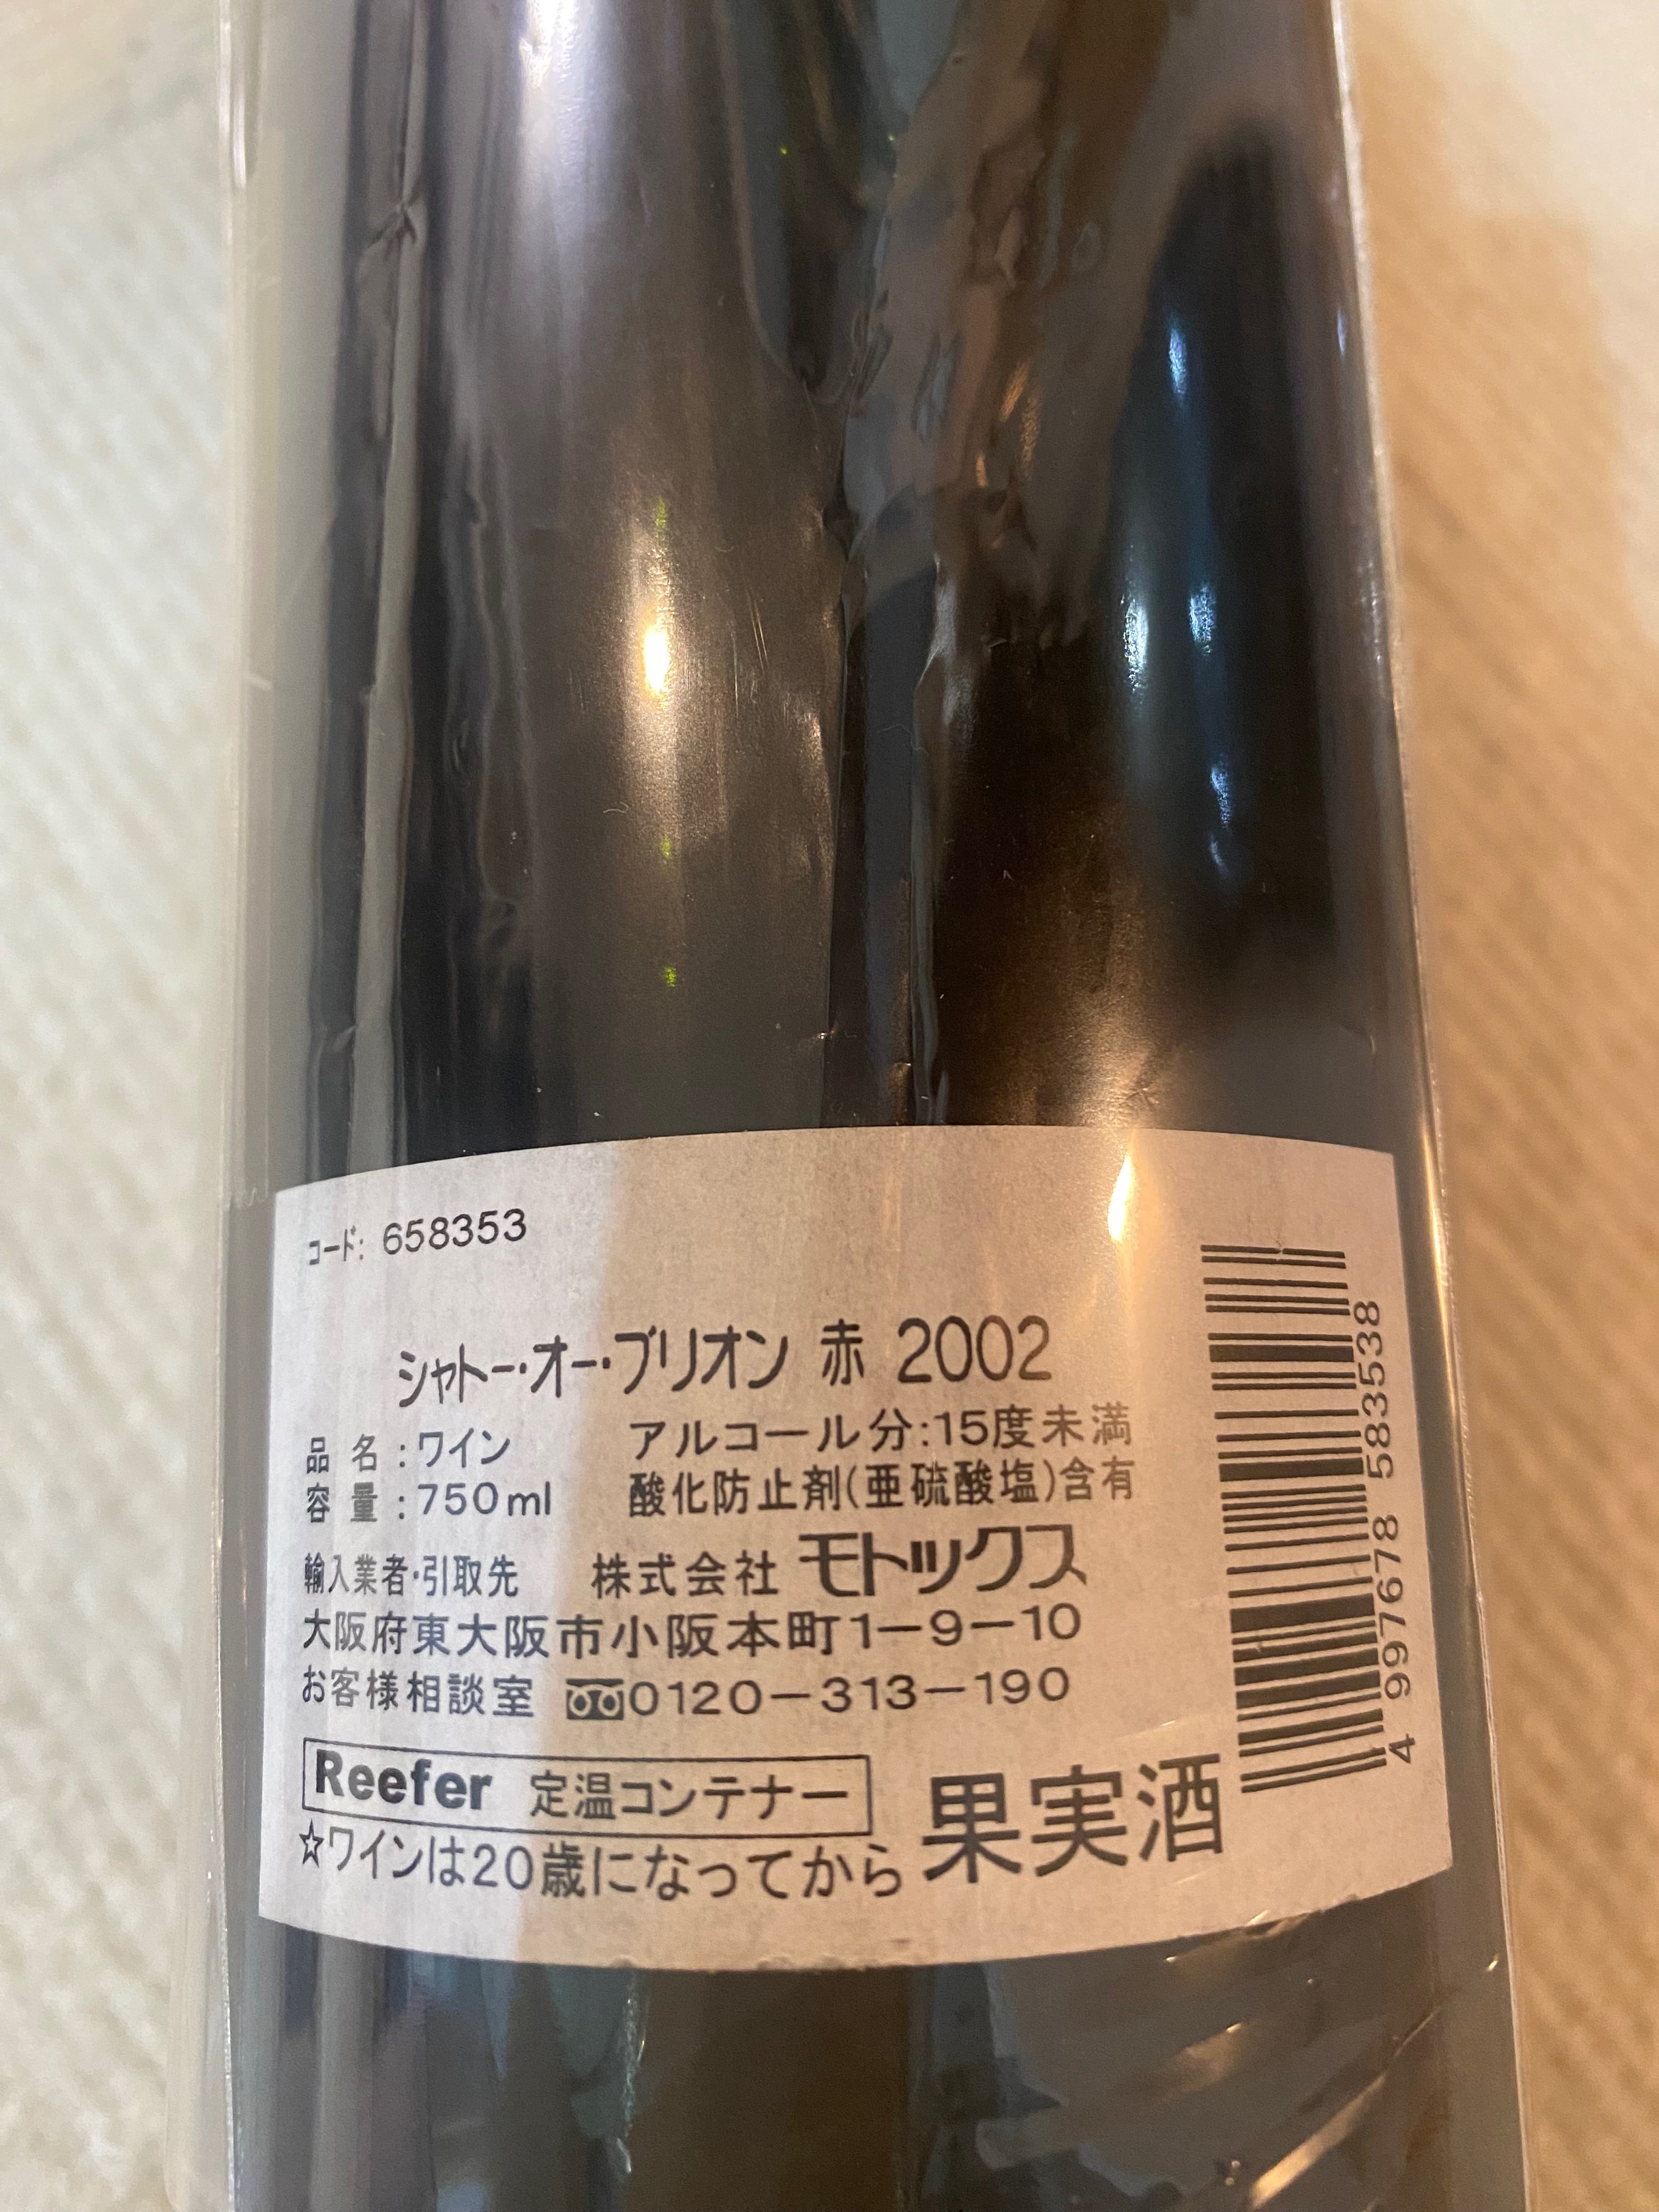 コード: 658353
シャトー・オー・ブリオン 赤 2002
品 名 : ワイン アルコール分:15度未満
容 量 : 750ml 酸化防止剤(亜硫酸塩)含有
輸入業者・引取先 株式会社 モトックス
大阪府東大阪市小阪本町1−9−10
お客様相談室 0120−313−190
Reefer 定温コンテナー
☆ワインは20歳になってから 果実酒
4 997678 583538